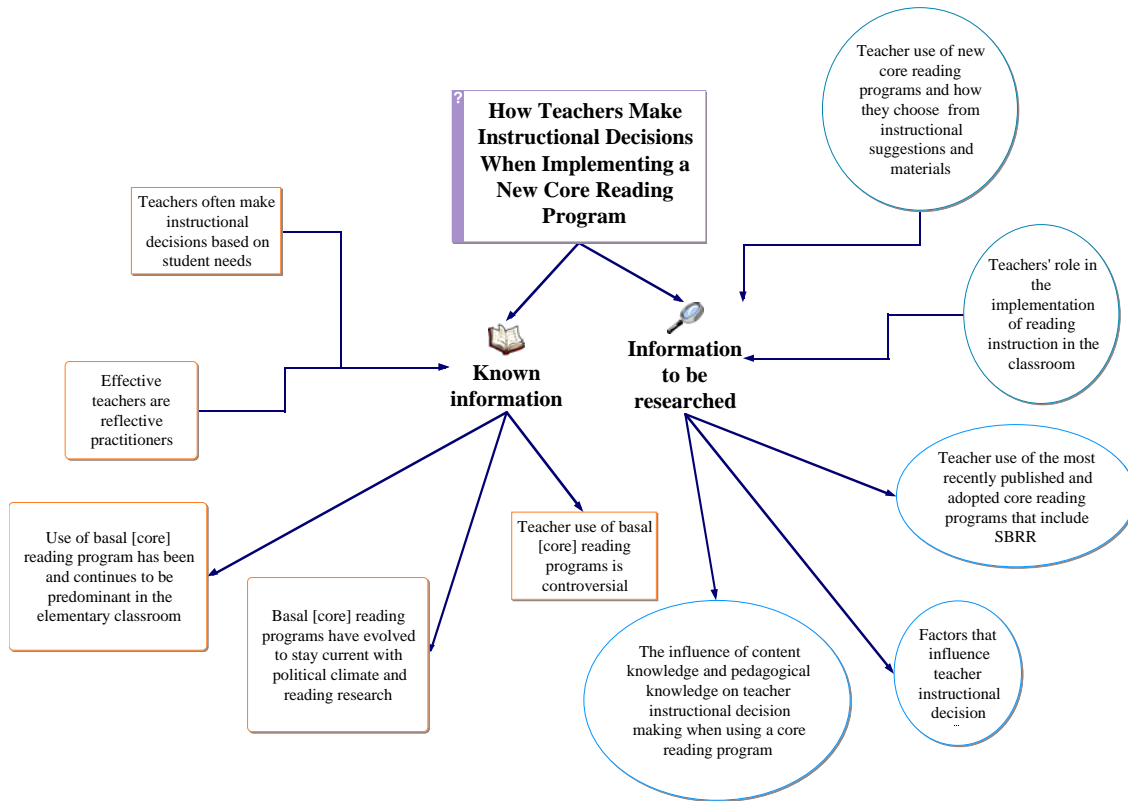 ?
How Teachers Make
Instructional Decisions
When Implementing a
New Core Reading
Program
Teacher use of new
core reading
programs and how
they choose from
instructional
suggestions and
materials
Teachers often make
instructional
decisions based on
student needs
Teachers' role in
the
implementation
of reading
instruction in the
classroom
Effective
teachers are
reflective
practitioners
Known
information
Information
to be
researched
Teacher use of the most
recently published and
adopted core reading
programs that include
SBRR
Use of basal [core]
reading program has been
and continues to be
predominant in the
elementary classroom
Teacher use of basal
[core] reading
programs is
controversial
Basal [core] reading
programs have evolved
to stay current with
political climate and
reading research
The influence of content
knowledge and pedagogical
knowledge on teacher
instructional decision
making when using a core
reading program
Factors that
influence
teacher
instructional
decision
...